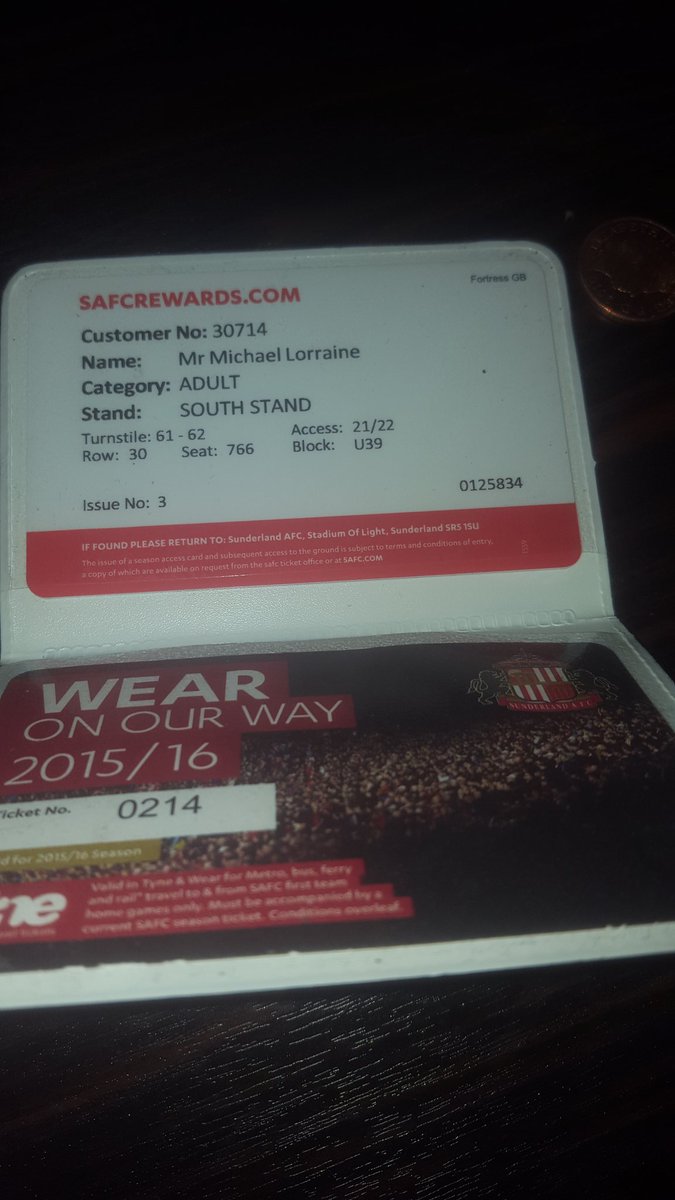 Fortress GB
SAFCREWARDS.COM
Customer No: 30714
Name: Mr Michael Lorraine
Category: ADULT
Stand: SOUTH STAND
Turnstile: 61 - 62 Access: 21/22
Row: 30 Seat: 766 Block: U39
Issue No: 3 0125834
IF FOUND PLEASE RETURN TO: Sunderland AFC, Stadium Of Light, Sunderland SR5 1SU
The issue of a season access card and subsequent access to the ground is subject to terms and conditions of entry,
a copy of which are available on request from the safc ticket office or at SAFC.COM
WEAR
ON OUR WAY
2015/16
SUNDERLAND A.F.C
Ticket No. 0214
d for 2015/16 Season
Valid in Tyne & Wear for Metro, bus, ferry
and rail* travel to & from SAFC first team
home games only. Must be accompanied by a
current SAFC season ticket. Conditions overleaf.
ne